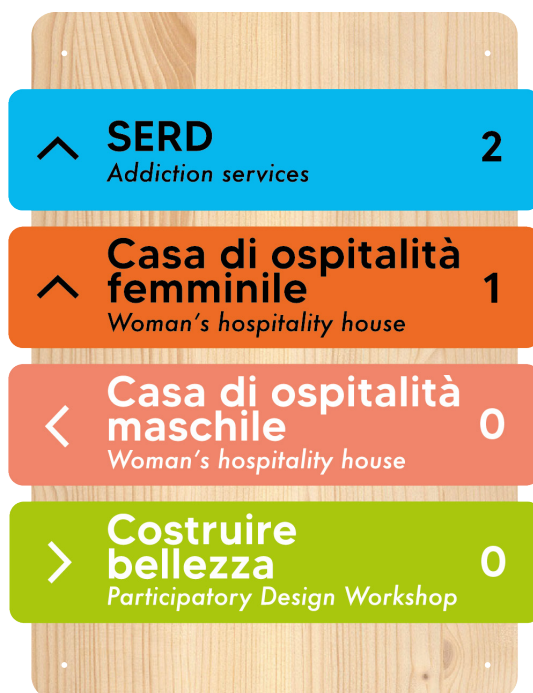 SERD
Addiction services
2
Casa di ospitalità
femminile
Woman's hospitality house
1
Casa di ospitalità
maschile
Woman's hospitality house
0
Costruire
bellezza
Participatory Design Workshop
0